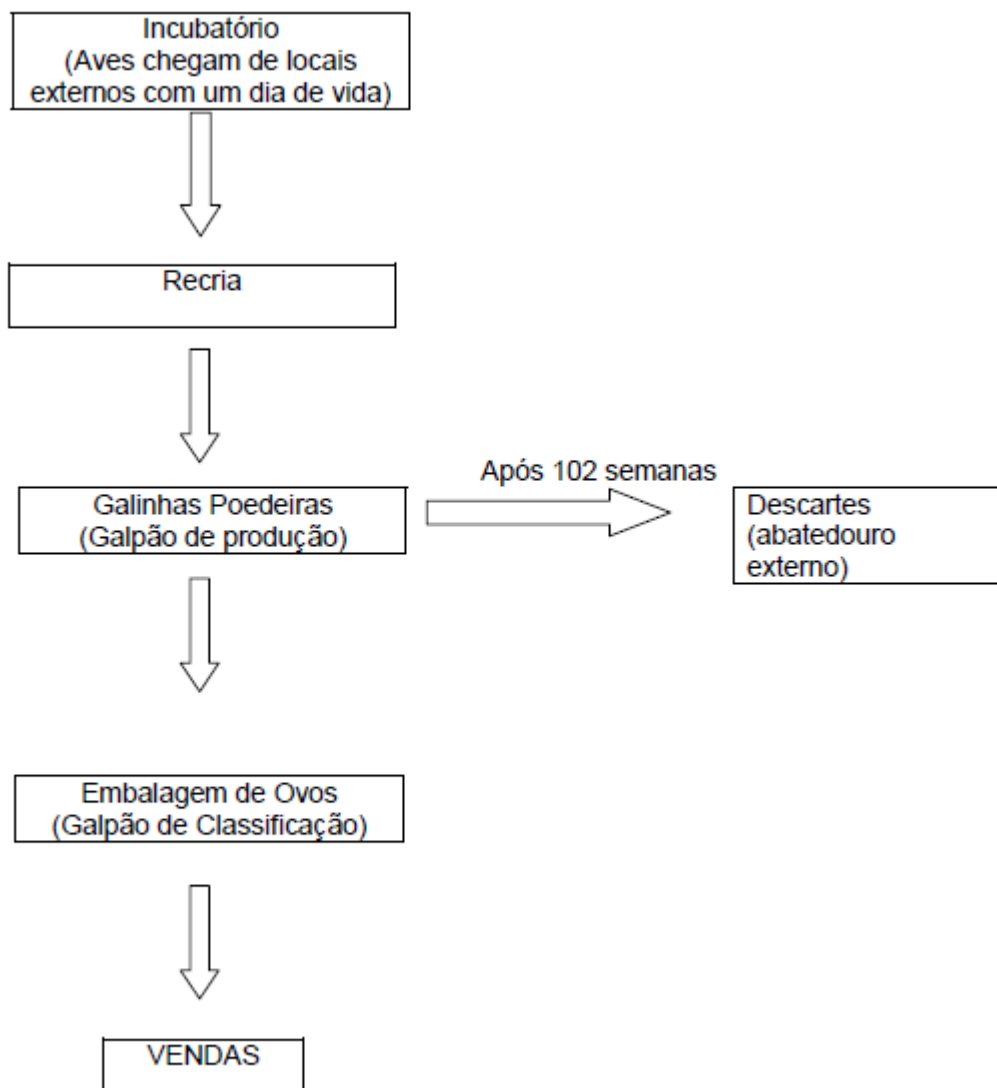 Incubatório
(Aves chegam de locais
externos com um dia de vida)
Recria
Após 102 semanas
Galinhas Poedeiras
(Galpão de produção)
Descartes
(abatedouro
externo)
Embalagem de Ovos
(Galpão de Classificação)
VENDAS